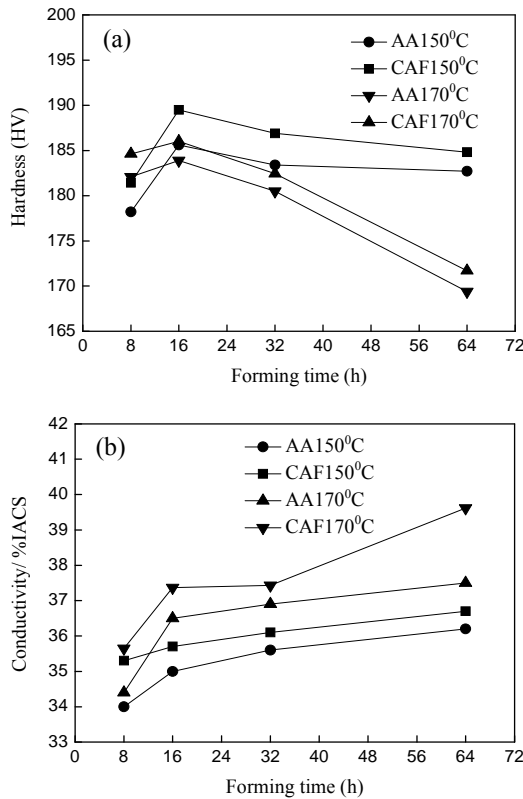 (a)
AA150⁰C
CAF150⁰C
AA170⁰C
CAF170⁰C
Hardness (HV)
200
195
190
185
180
175
170
165
0 8 16 24 32 40 48 56 64 72
Forming time (h)
(b)
AA150⁰C
CAF150⁰C
AA170⁰C
CAF170⁰C
Conductivity/ %IACS
42
41
40
39
38
37
36
35
34
33
0 8 16 24 32 40 48 56 64 72
Forming time (h)